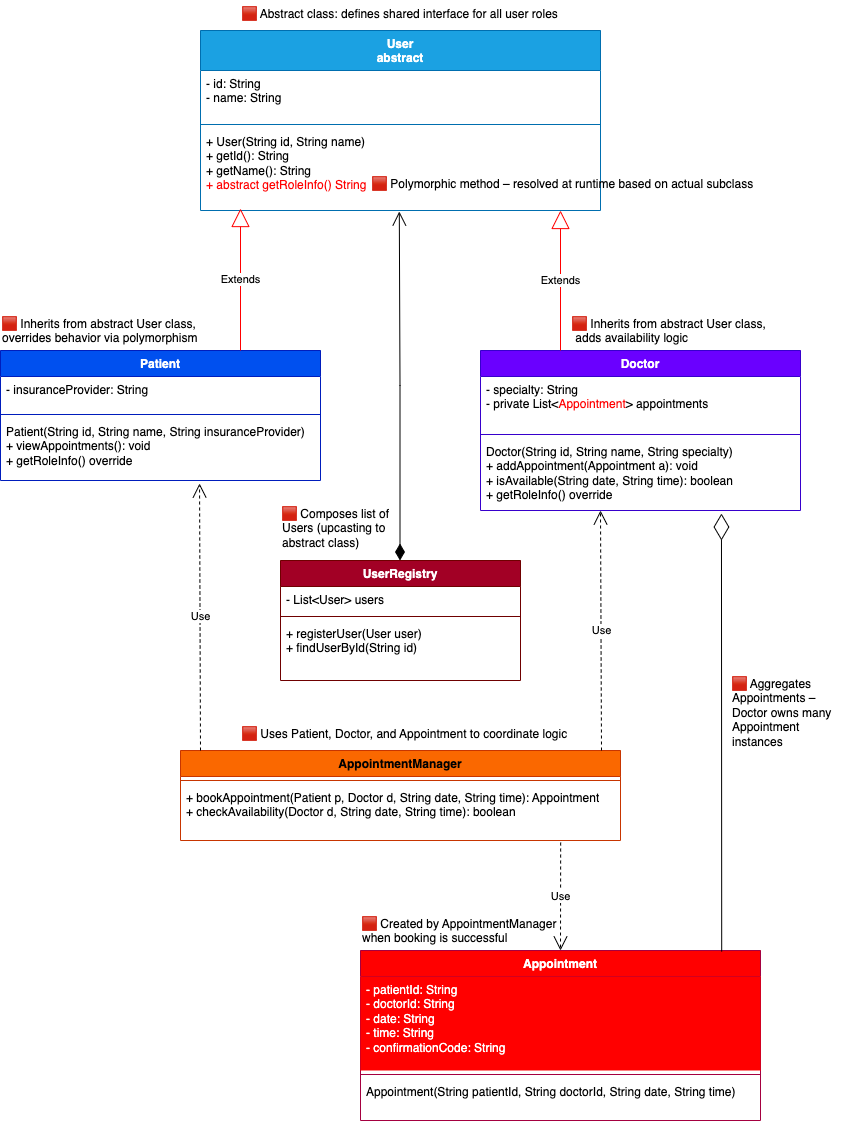 Abstract class: defines shared interface for all user roles
User
abstract
- id: String
- name: String
+ User(String id, String name)
+ getId(): String
+ getName(): String
+ abstract getRoleInfo() String
Polymorphic method – resolved at runtime based on actual subclass
Extends
Extends
Inherits from abstract User class,
overrides behavior via polymorphism
Inherits from abstract User class,
adds availability logic
Patient
- insuranceProvider: String
Patient(String id, String name, String insuranceProvider)
+ viewAppointments(): void
+ getRoleInfo() override
Doctor
- specialty: String
- private List<Appointment> appointments
Doctor(String id, String name, String specialty)
+ addAppointment(Appointment a): void
+ isAvailable(String date, String time): boolean
+ getRoleInfo() override
Composes list of
Users (upcasting to
abstract class)
UserRegistry
- List<User> users
+ registerUser(User user)
+ findUserById(String id)
Use
Use
Aggregates
Appointments –
Doctor owns many
Appointment
instances
Uses Patient, Doctor, and Appointment to coordinate logic
AppointmentManager
+ bookAppointment(Patient p, Doctor d, String date, String time): Appointment
+ checkAvailability(Doctor d, String date, String time): boolean
Use
Created by AppointmentManager
when booking is successful
Appointment
- patientId: String
- doctorId: String
- date: String
- time: String
- confirmationCode: String
Appointment(String patientId, String doctorId, String date, String time)